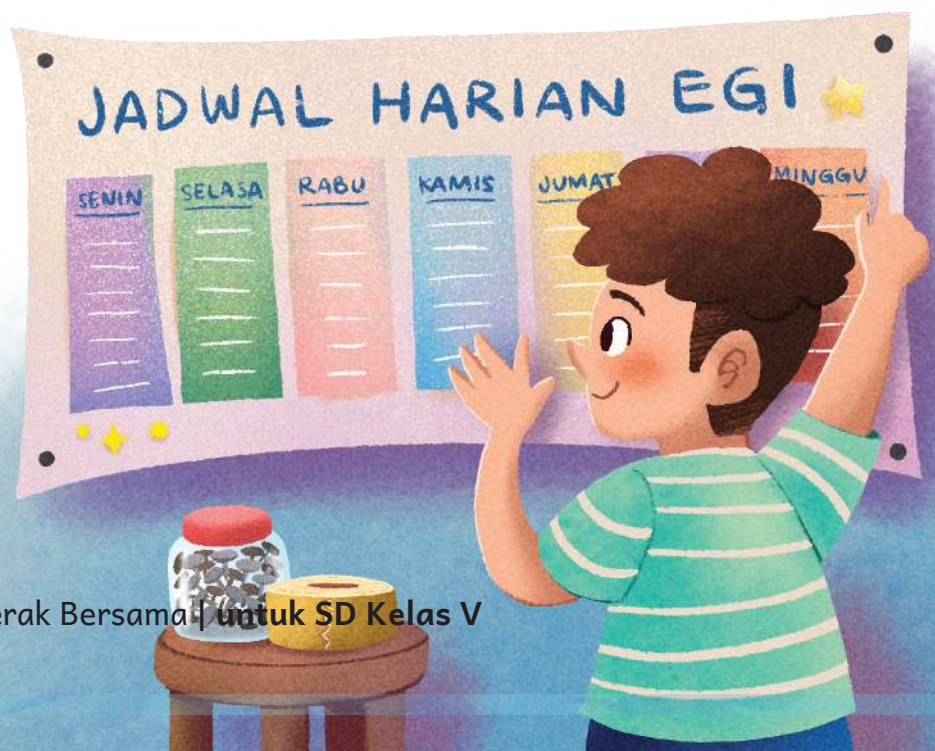 JADWAL HARIAN EGI
SENIN SELASA RABU KAMIS JUMAT MINGGU
erak Bersama | untuk SD Kelas V